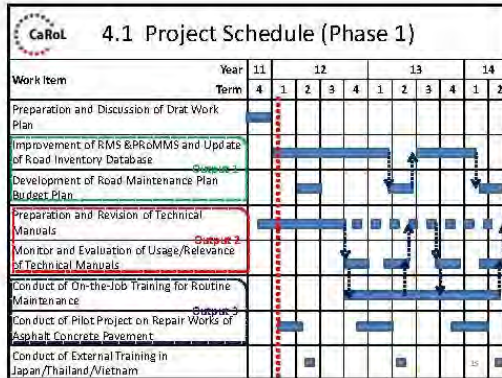 CaRoL
4.1 Project Schedule (Phase 1)
Year 11 12 13 14
Work Item
Term 4 1 2 3 4 1 2 3 4 1 2
Preparation and Discussion of Drat Work
Plan
Improvement of RMS &PRoMMS and Update
of Road Inventory Database
Output 1
Development of Road Maintenance Plan
Budget Plan
Preparation and Revision of Technical
Manuals
Output 2
Monitor and Evaluation of Usage/Relevance
of Technical Manuals
Conduct of On-the-Job Training for Routine
Maintenance
Output 3
Conduct of Pilot Project on Repair Works of
Asphalt Concrete Pavement
Conduct of External Training in
Japan/Thailand/Vietnam
15